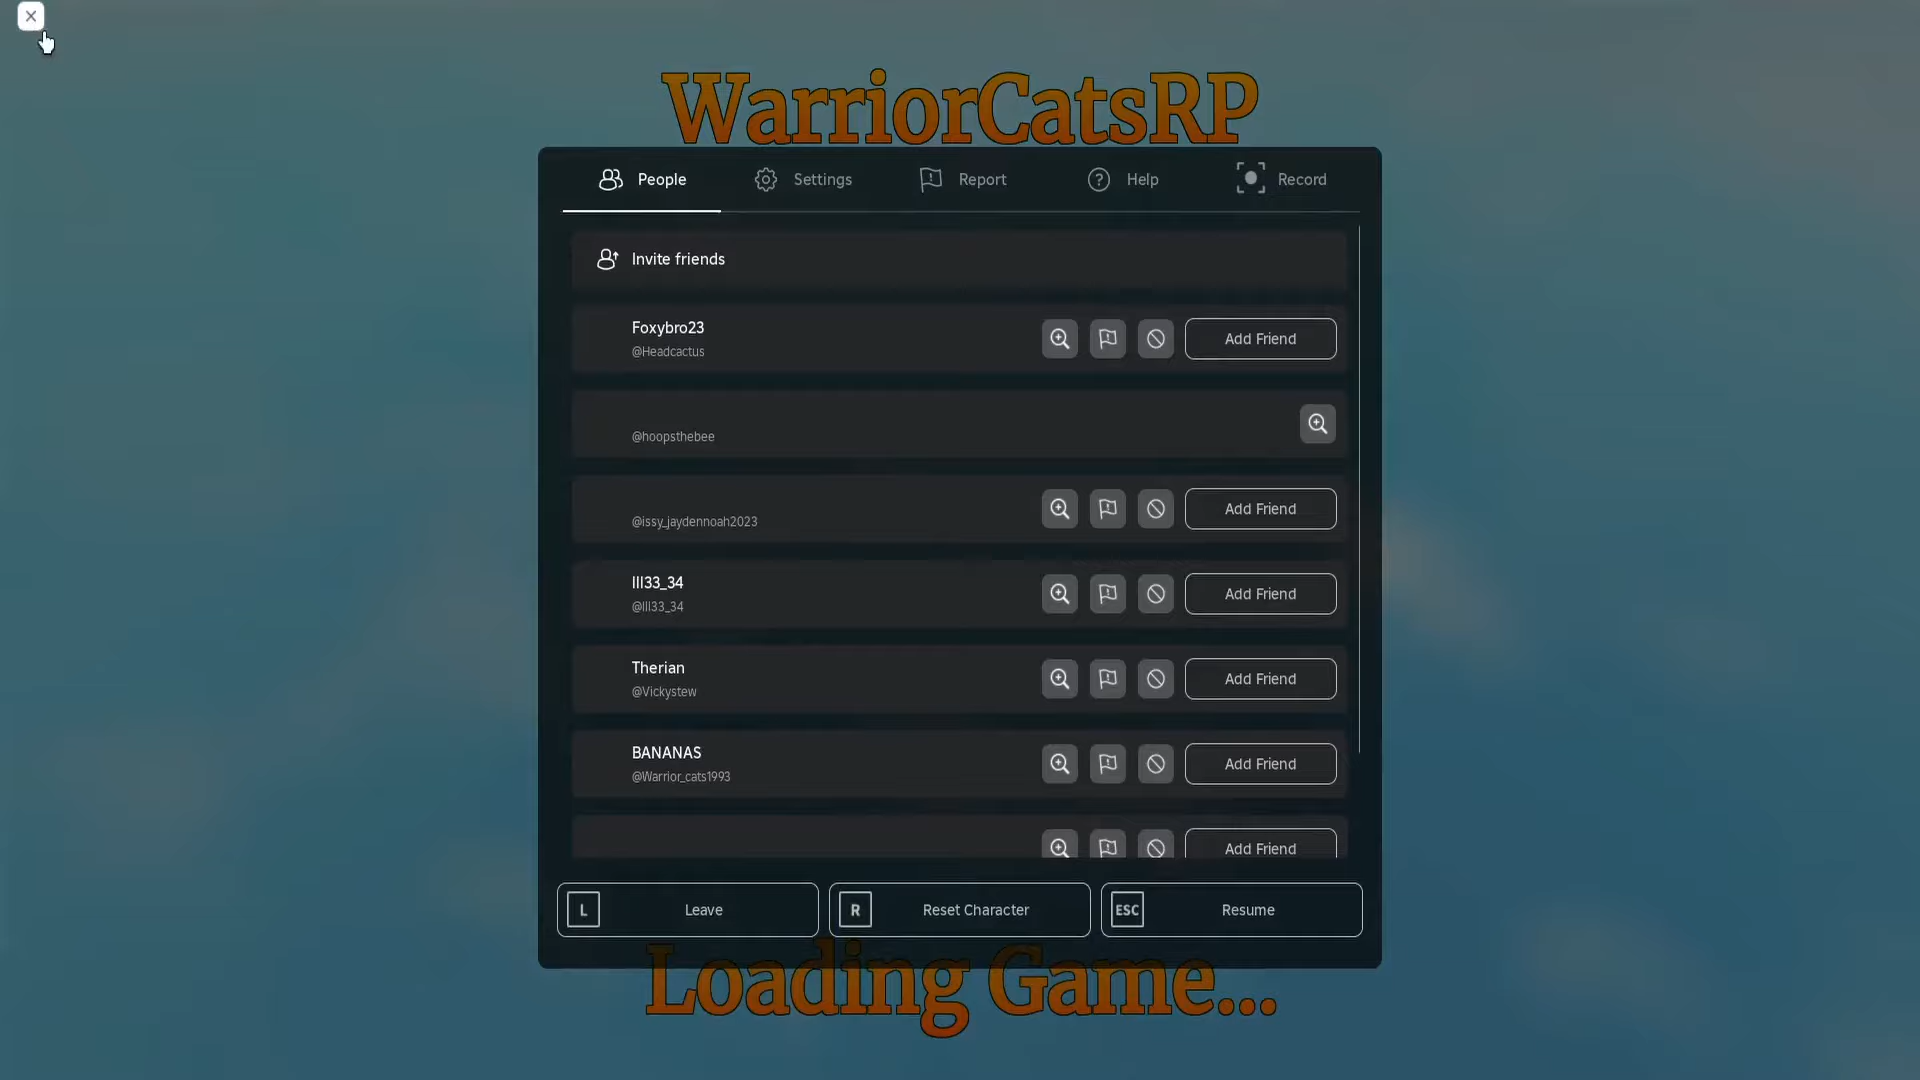 WarriorCatsRP
People
Settings
Report
Help
Record
Invite friends
Foxybro23
@Headcactus
Add Friend
@hoopsthebee
@issy_jaydennoah2023
Add Friend
lll33_34
@lll33_34
Add Friend
Therian
@Vickystew
Add Friend
BANANAS
@Warrior_cats1993
Add Friend
Add Friend
L Leave
R Reset Character
ESC Resume
Loading Game...